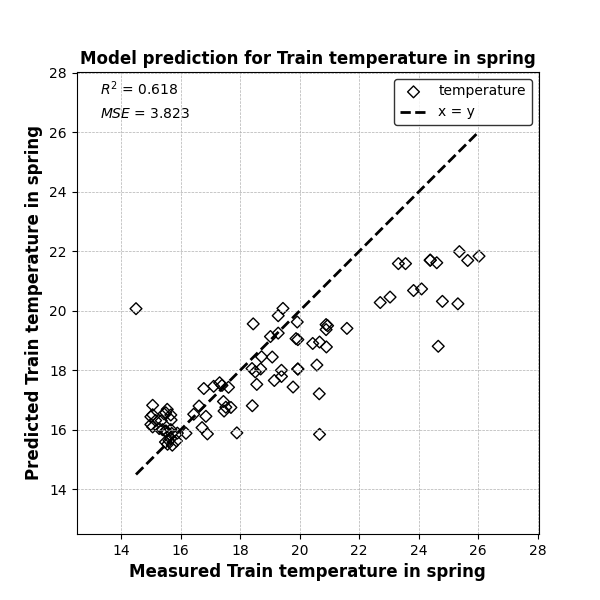 Model prediction for Train temperature in spring
R² = 0.618
MSE = 3.823
temperature
x = y
Predicted Train temperature in spring
28
26
24
22
20
18
16
14
14 16 18 20 22 24 26 28
Measured Train temperature in spring